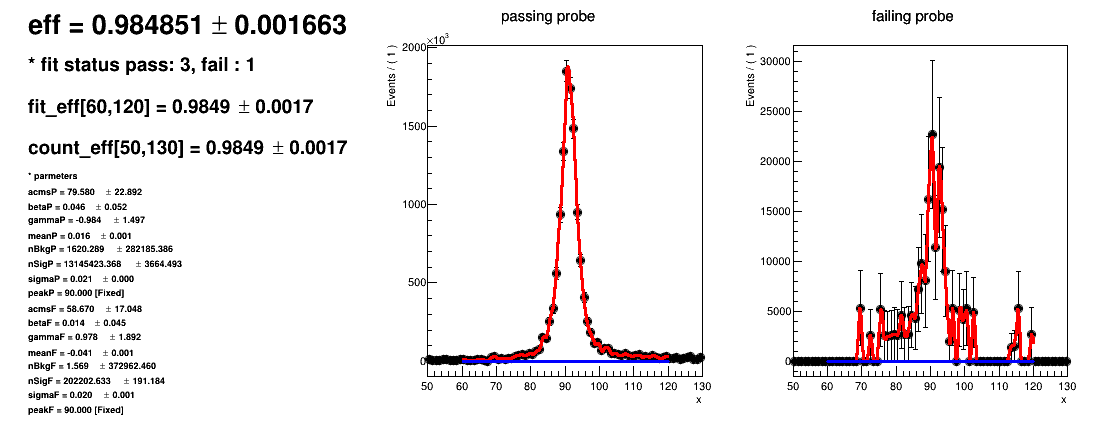 eff = 0.984851 ± 0.001663
* fit status pass: 3, fail : 1
fit_eff[60,120] = 0.9849 ± 0.0017
count_eff[50,130] = 0.9849 ± 0.0017
* parmeters
acmsP = 79.580 ± 22.892
betaP = 0.046 ± 0.052
gammaP = -0.984 ± 1.497
meanP = 0.016 ± 0.001
nBkgP = 1620.289 ± 282185.386
nSigP = 13145423.368 ± 3664.493
sigmaP = 0.021 ± 0.000
peakP = 90.000 [Fixed]
acmsF = 58.670 ± 17.048
betaF = 0.014 ± 0.045
gammaF = 0.978 ± 1.892
meanF = -0.041 ± 0.001
nBkgF = 1.569 ± 372962.460
nSigF = 202202.633 ± 191.184
sigmaF = 0.020 ± 0.001
peakF = 90.000 [Fixed]
passing probe
×10³
Events / ( 1 )
2000
1500
1000
500
0
50 60 70 80 90 100 110 120 130
x
failing probe
Events / ( 1 )
30000
25000
20000
15000
10000
5000
0
50 60 70 80 90 100 110 120 130
x